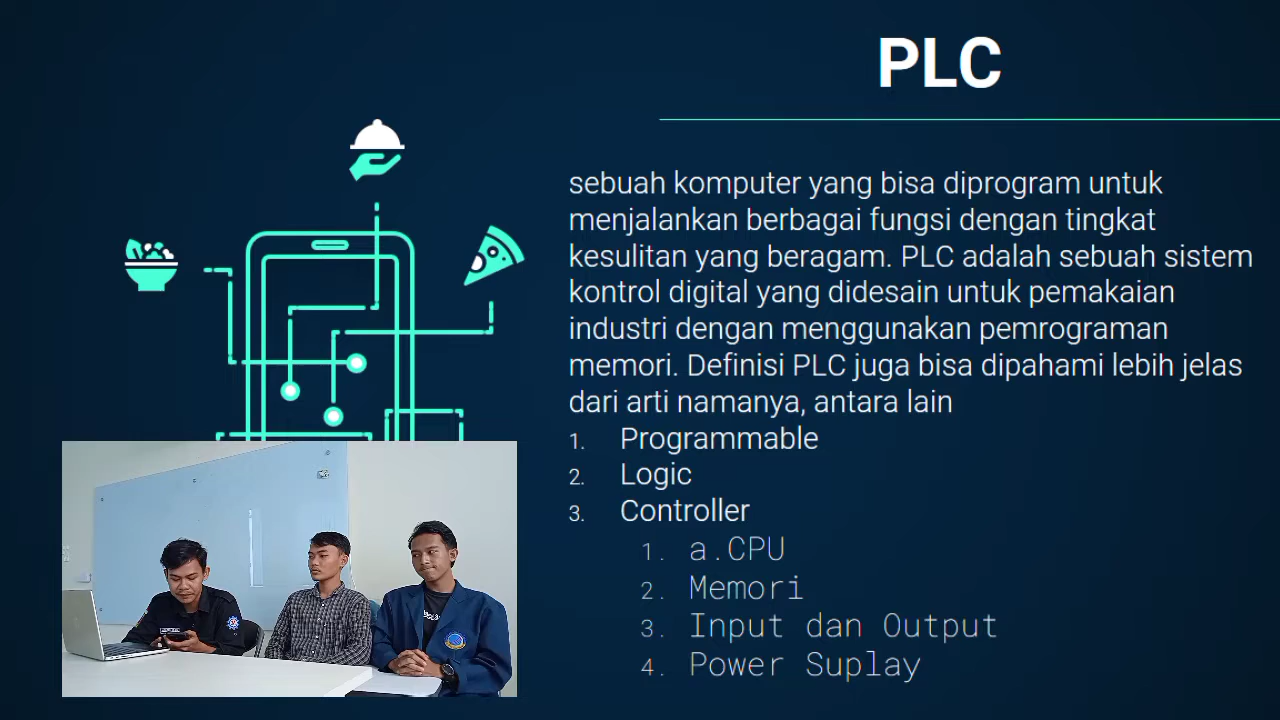 PLC
sebuah komputer yang bisa diprogram untuk
menjalankan berbagai fungsi dengan tingkat
kesulitan yang beragam. PLC adalah sebuah sistem
kontrol digital yang didesain untuk pemakaian
industri dengan menggunakan pemrograman
memori. Definisi PLC juga bisa dipahami lebih jelas
dari arti namanya, antara lain
1. Programmable
2. Logic
3. Controller
1. a.CPU
2. Memori
3. Input dan Output
4. Power Suplay